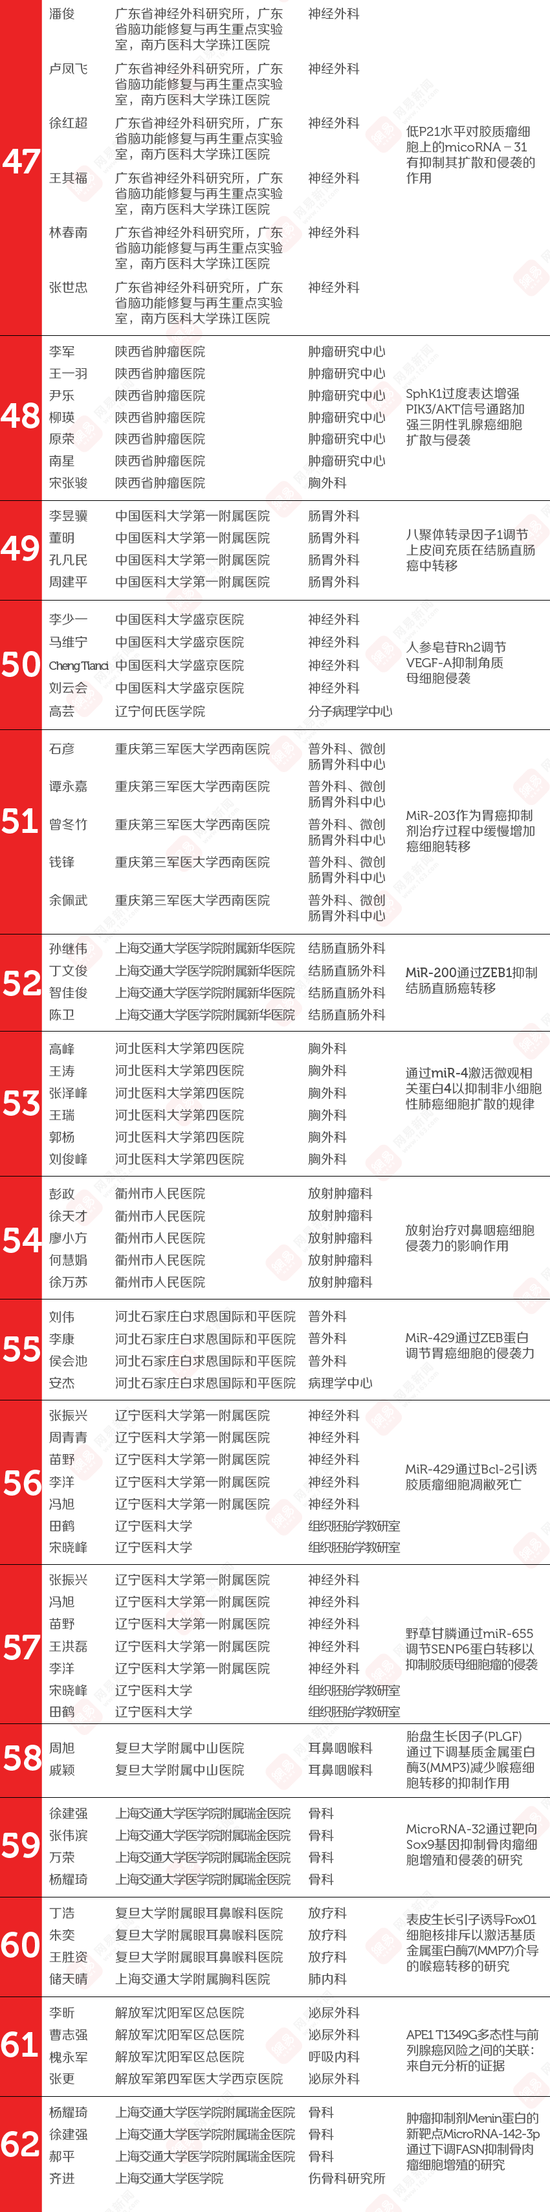 47
潘俊 广东省神经外科研究所，广东 神经外科
省脑功能修复与再生重点实验
室，南方医科大学珠江医院
卢凤飞 广东省神经外科研究所，广东 神经外科
省脑功能修复与再生重点实验
室，南方医科大学珠江医院
徐红超 广东省神经外科研究所，广东 神经外科
省脑功能修复与再生重点实验
室，南方医科大学珠江医院
王其福 广东省神经外科研究所，广东 神经外科
省脑功能修复与再生重点实验
室，南方医科大学珠江医院
林春南 广东省神经外科研究所，广东 神经外科
省脑功能修复与再生重点实验
室，南方医科大学珠江医院
张世忠 广东省神经外科研究所，广东 神经外科
省脑功能修复与再生重点实验
室，南方医科大学珠江医院
低P21水平对胶质瘤细
胞上的micoRNA－31
有抑制其扩散和侵袭的
作用
48
李军 陕西省肿瘤医院 肿瘤研究中心
王一羽 陕西省肿瘤医院 肿瘤研究中心
尹乐 陕西省肿瘤医院 肿瘤研究中心
柳瑛 陕西省肿瘤医院 肿瘤研究中心
原荣 陕西省肿瘤医院 肿瘤研究中心
南星 陕西省肿瘤医院 肿瘤研究中心
宋张骏 陕西省肿瘤医院 胸外科
SphK1过度表达增强
PIK3/AKT信号通路加
强三阴性乳腺癌细胞
扩散与侵袭
49
李昱骥 中国医科大学第一附属医院 肠胃外科
董明 中国医科大学第一附属医院 肠胃外科
孔凡民 中国医科大学第一附属医院 肠胃外科
周建平 中国医科大学第一附属医院 肠胃外科
八聚体转录因子1调节
上皮间充质在结肠直肠
癌中转移
50
李少一 中国医科大学盛京医院 神经外科
马维宁 中国医科大学盛京医院 神经外科
Cheng Tianci 中国医科大学盛京医院 神经外科
刘云会 中国医科大学盛京医院 神经外科
高芸 辽宁何氏医学院 分子病理学中心
人参皂苷Rh2调节
VEGF-A抑制角质
母细胞侵袭
51
石彦 重庆第三军医大学西南医院 普外科、微创
肠胃外科中心
谭永嘉 重庆第三军医大学西南医院 普外科、微创
肠胃外科中心
曾冬竹 重庆第三军医大学西南医院 普外科、微创
肠胃外科中心
钱锋 重庆第三军医大学西南医院 普外科、微创
肠胃外科中心
余佩武 重庆第三军医大学西南医院 普外科、微创
肠胃外科中心
MiR-203作为胃癌抑制
剂治疗过程中缓慢增加
癌细胞转移
52
孙继伟 上海交通大学医学院附属新华医院 结肠直肠外科
丁文俊 上海交通大学医学院附属新华医院 结肠直肠外科
智佳俊 上海交通大学医学院附属新华医院 结肠直肠外科
陈卫 上海交通大学医学院附属新华医院 结肠直肠外科
MiR-200通过ZEB1抑制
结肠直肠癌转移
53
高峰 河北医科大学第四医院 胸外科
王涛 河北医科大学第四医院 胸外科
张泽峰 河北医科大学第四医院 胸外科
王瑞 河北医科大学第四医院 胸外科
郭杨 河北医科大学第四医院 胸外科
刘俊峰 河北医科大学第四医院 胸外科
通过miR-4激活微观相
关蛋白4以抑制非小细胞
性肺癌细胞扩散的规律
54
彭政 衢州市人民医院 放射肿瘤科
徐天才 衢州市人民医院 放射肿瘤科
廖小方 衢州市人民医院 放射肿瘤科
何慧娟 衢州市人民医院 放射肿瘤科
徐万苏 衢州市人民医院 放射肿瘤科
放射治疗对鼻咽癌细胞
侵袭力的影响作用
55
刘伟 河北石家庄白求恩国际和平医院 普外科
李康 河北石家庄白求恩国际和平医院 普外科
侯会池 河北石家庄白求恩国际和平医院 普外科
安杰 河北石家庄白求恩国际和平医院 病理学中心
MiR-429通过ZEB蛋白
调节胃癌细胞的侵袭力
56
张振兴 辽宁医科大学第一附属医院 神经外科
周青青 辽宁医科大学第一附属医院 神经外科
苗野 辽宁医科大学第一附属医院 神经外科
李洋 辽宁医科大学第一附属医院 神经外科
冯旭 辽宁医科大学第一附属医院 神经外科
田鹤 辽宁医科大学 组织胚胎学教研室
宋晓峰 辽宁医科大学 组织胚胎学教研室
MiR-429通过Bcl-2引诱
胶质瘤细胞凋敝死亡
57
张振兴 辽宁医科大学第一附属医院 神经外科
冯旭 辽宁医科大学第一附属医院 神经外科
苗野 辽宁医科大学第一附属医院 神经外科
王洪磊 辽宁医科大学第一附属医院 神经外科
李洋 辽宁医科大学第一附属医院 神经外科
宋晓峰 辽宁医科大学 组织胚胎学教研室
田鹤 辽宁医科大学 组织胚胎学教研室
野草甘膦通过miR-655
调节SENP6蛋白转移以
抑制胶质母细胞瘤的侵袭
58
周旭 复旦大学附属中山医院 耳鼻咽喉科
戚颖 复旦大学附属中山医院 耳鼻咽喉科
胎盘生长因子(PLGF)
通过下调基质金属蛋白
酶3(MMP3)减少喉癌细
胞转移的抑制作用
59
徐建强 上海交通大学医学院附属瑞金医院 骨科
张伟滨 上海交通大学医学院附属瑞金医院 骨科
万荣 上海交通大学医学院附属瑞金医院 骨科
杨耀琦 上海交通大学医学院附属瑞金医院 骨科
MicroRNA-32通过靶向
Sox9基因抑制骨肉瘤细
胞增殖和侵袭的研究
60
丁浩 复旦大学附属眼耳鼻喉科医院 放疗科
朱奕 复旦大学附属眼耳鼻喉科医院 放疗科
王胜资 复旦大学附属眼耳鼻喉科医院 放疗科
储天晴 上海交通大学附属胸科医院 肺内科
表皮生长引子诱导Fox01
细胞核排斥以激活基质
金属蛋白酶7(MMP7)介导
的喉癌转移的研究
61
李昕 解放军沈阳军区总医院 泌尿外科
曹志强 解放军沈阳军区总医院 泌尿外科
槐永军 解放军沈阳军区总医院 呼吸内科
张更 解放军第四军医大学西京医院 泌尿外科
APE1 T1349G多态性与前
列腺癌风险之间的关联：
来自元分析的证据
62
杨耀琦 上海交通大学医学院附属瑞金医院 骨科
徐建强 上海交通大学医学院附属瑞金医院 骨科
郝平 上海交通大学医学院附属瑞金医院 骨科
齐进 上海交通大学医学院 伤骨科研究所
肿瘤抑制剂Menin蛋白的
新靶点MicroRNA-142-3p
通过下调FASN抑制骨肉
瘤细胞增殖的研究